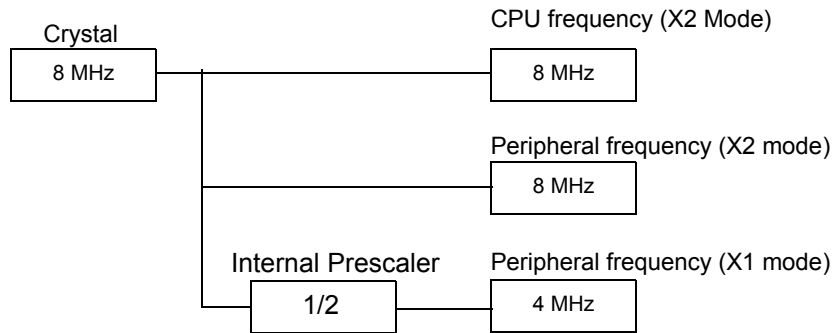 Crystal
8 MHz
CPU frequency (X2 Mode)
8 MHz
Peripheral frequency (X2 mode)
8 MHz
Internal Prescaler
1/2
Peripheral frequency (X1 mode)
4 MHz